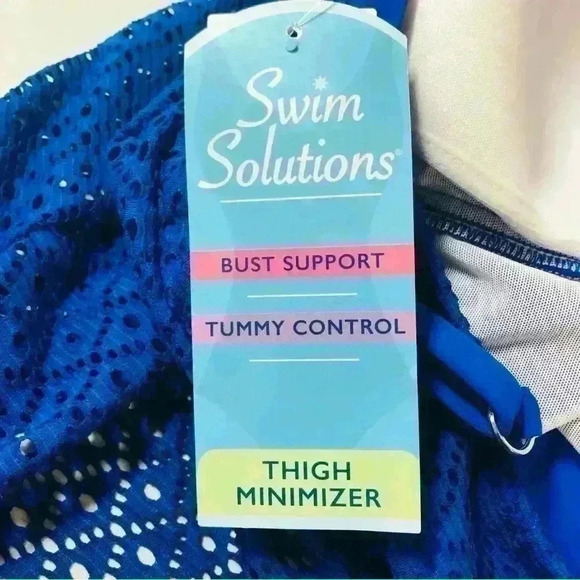 Swim
Solutions®
BUST SUPPORT
TUMMY CONTROL
THIGH
MINIMIZER